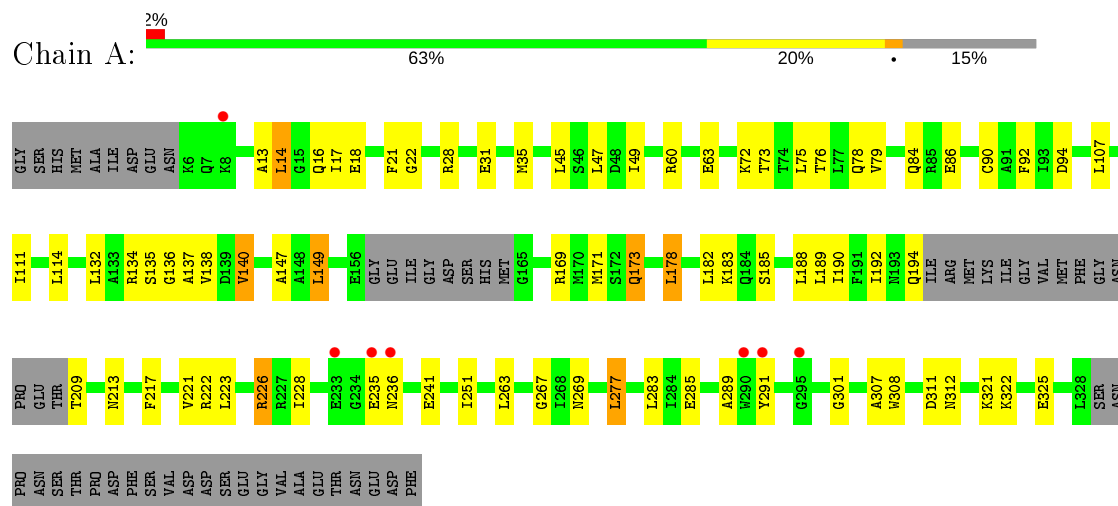 2%
Chain A:
63% 20% • 15%
GLY SER HIS MET ALA ILE ASP GLU ASN K6 Q7 K8 A13 L14 G15 Q16 I17 E18 F21 G22 R28 E31 M35 L45 S46 L47 D48 I49 R60 E63 K72 T73 T74 L75 T76 L77 Q78 V79 Q84 R85 E86 C90 A91 F92 I93 D94 L107
I111 L114 L132 A133 R134 S135 G136 A137 V138 D139 V140 A147 A148 L149 E156 GLY GLU ILE GLY ASP SER HIS MET G165 R169 M170 M171 S172 Q173 L178 L182 K183 Q184 S185 L188 L189 I190 F191 I192 N193 Q194 ILE ARG MET LYS ILE GLY VAL MET PHE GLY ASN
PRO GLU THR T209 N213 F217 V221 R222 L223 R226 R227 I228 E233 G234 E235 N236 E241 I251 L263 G267 I268 N269 L277 L283 I284 E285 A289 W290 Y291 G295 G301 A307 W308 D311 N312 K321 K322 E325 L328 SER ASN
PRO ASN SER THR PRO ASP PHE SER VAL ASP ASP SER GLU GLY VAL ALA GLU THR ASN GLU ASP PHE